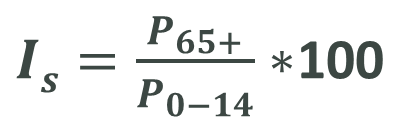 I_s = P_65+ / P_0−14 * 100